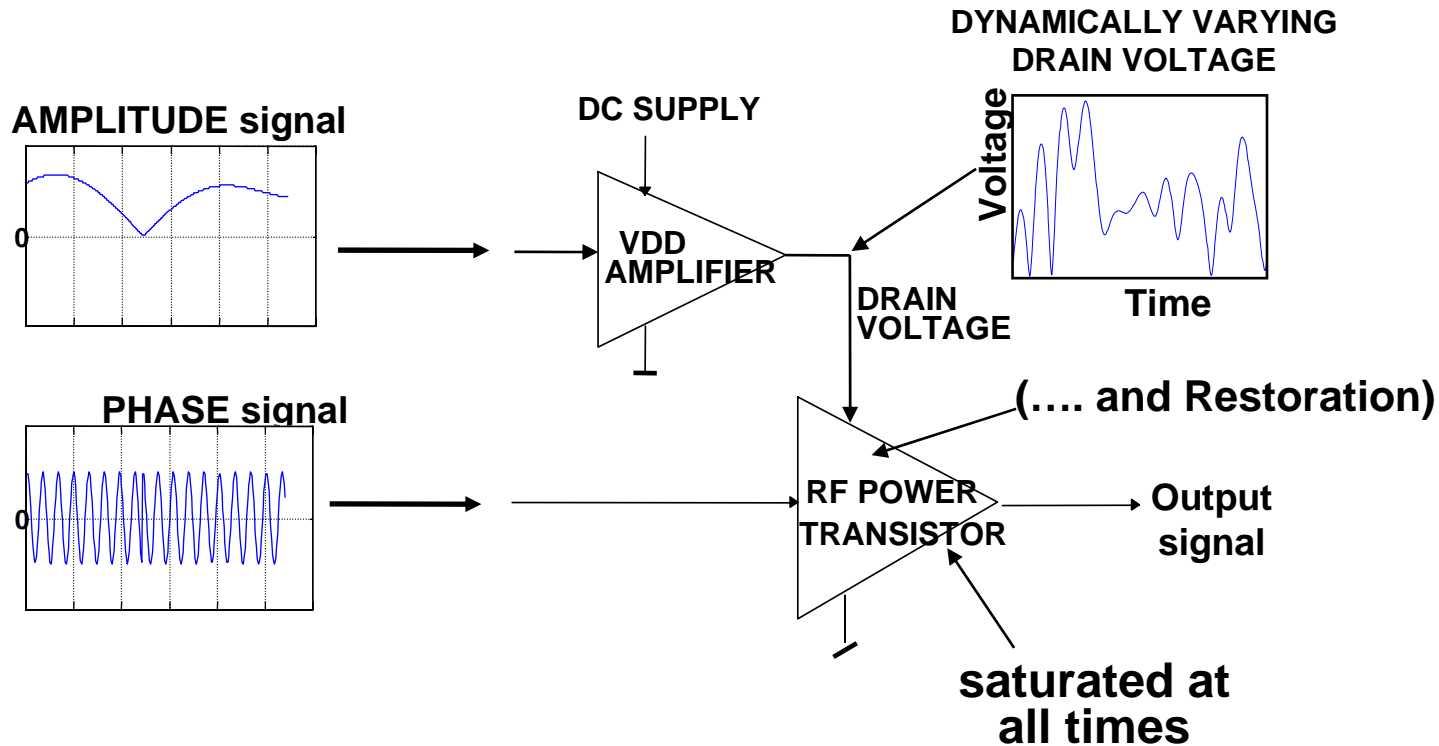 DYNAMICALLY VARYING
DRAIN VOLTAGE
AMPLITUDE signal
0
DC SUPPLY
VDD
AMPLIFIER
Voltage
Time
DRAIN
VOLTAGE
PHASE signal
0
(.... and Restoration)
RF POWER
TRANSISTOR
Output
signal
saturated at
all times